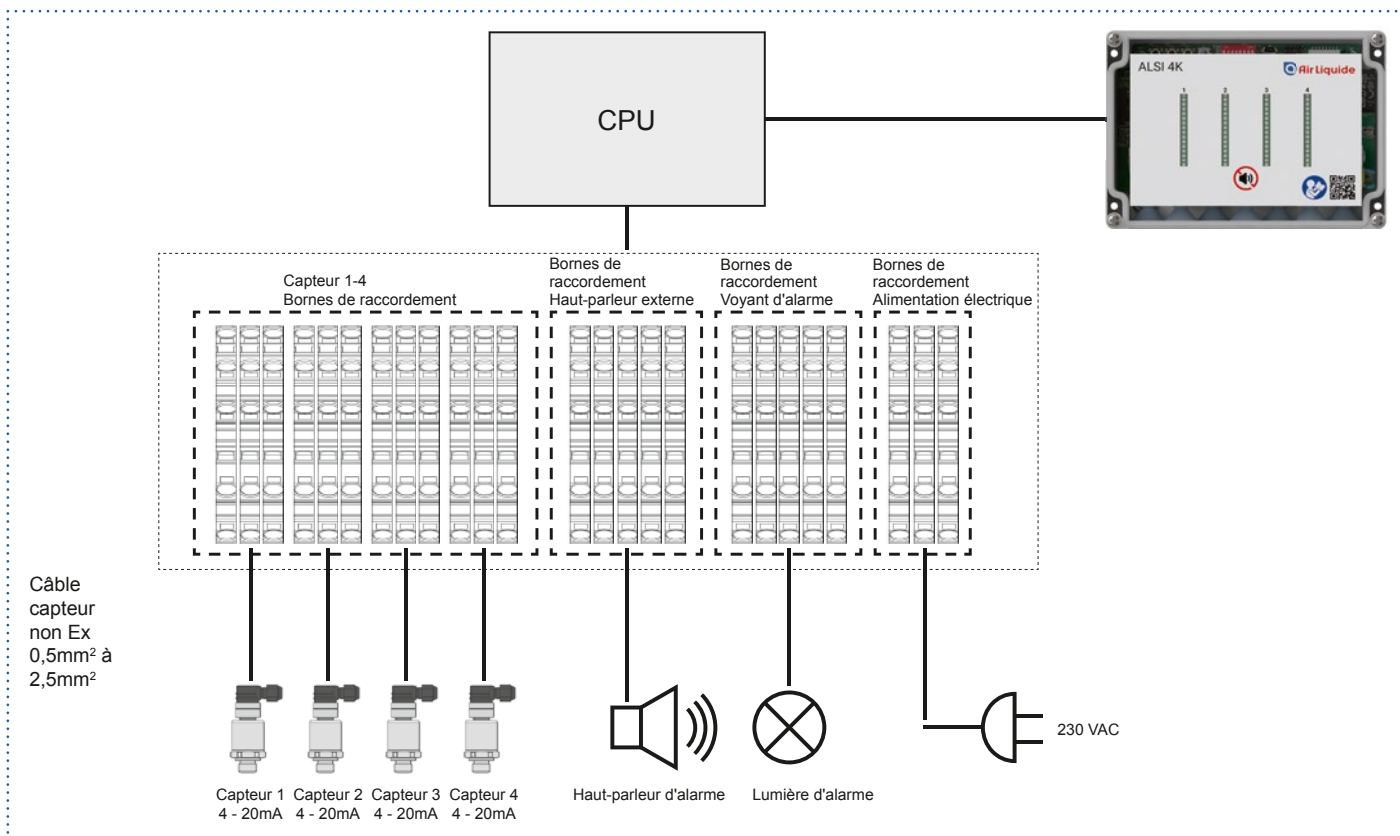 CPU
ALSI 4K
Air Liquide
1 2 3 4
Capteur 1-4
Bornes de raccordement
Bornes de
raccordement
Haut-parleur externe
Bornes de
raccordement
Voyant d'alarme
Bornes de
raccordement
Alimentation électrique
Câble
capteur
non Ex
0,5mm² à
2,5mm²
Capteur 1
4 - 20mA
Capteur 2
4 - 20mA
Capteur 3
4 - 20mA
Capteur 4
4 - 20mA
Haut-parleur d'alarme
Lumière d'alarme
230 VAC